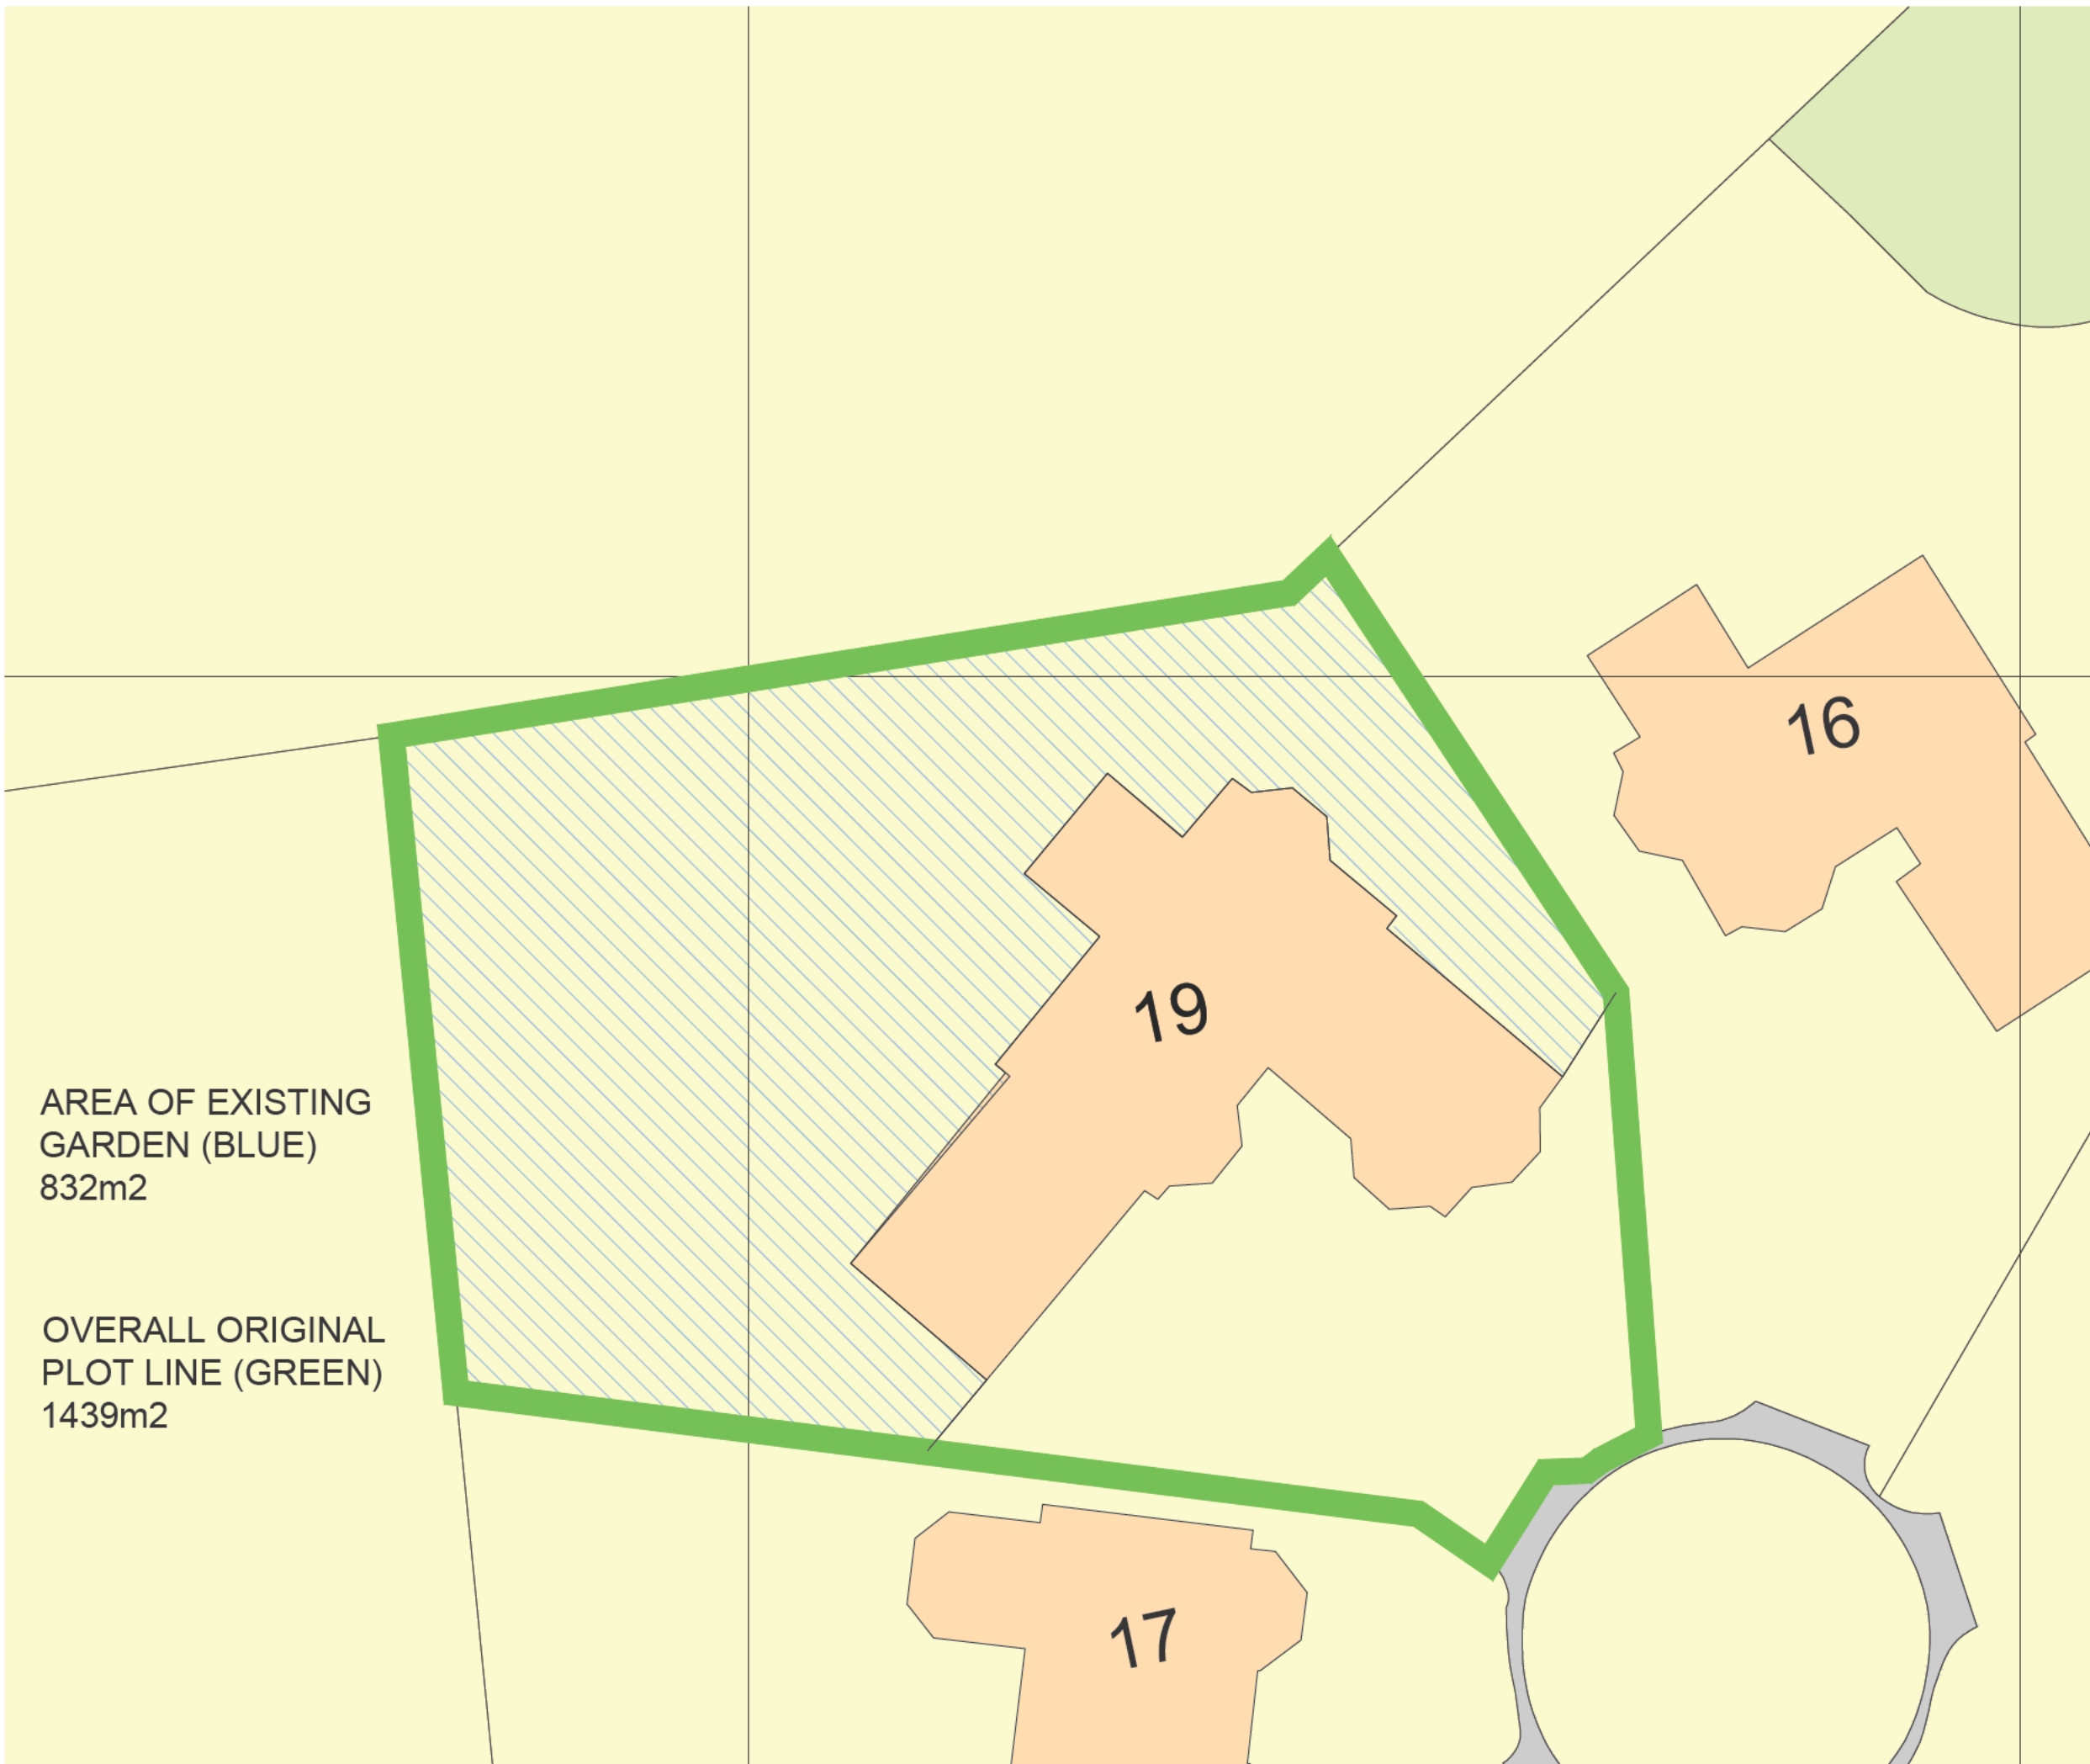 16
19
AREA OF EXISTING
GARDEN (BLUE)
832m2
OVERALL ORIGINAL
PLOT LINE (GREEN)
1439m2
17